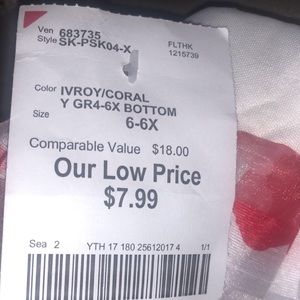 Ven 683735
Style SK-PSK04-X
FLTHK
1215739
Color IVROY/CORAL
Y GR4-6X BOTTOM
Size 6-6X
Comparable Value $18.00
Our Low Price
$7.99
Sea 2 YTH 17 180 25612017 4 1/1